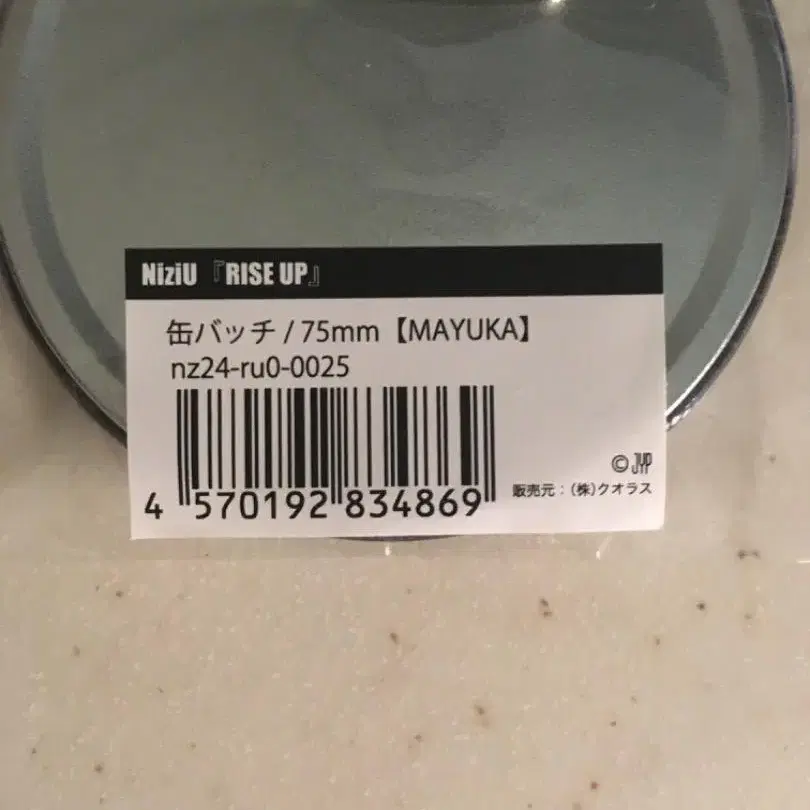 NiziU 『RISE UP』
缶バッチ / 75mm【MAYUKA】
nz24-ru0-0025
4 570192 834869
© JYP
販売元:(株)クオラス